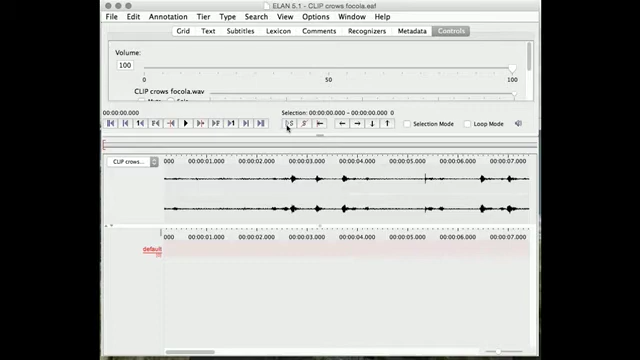 ELAN 5.1 - CLIP crows focola.eaf
File Edit Annotation Tier Type Search View Options Window Help
Grid Text Subtitles Lexicon Comments Recognizers Metadata Controls
Volume:
100
0 50 100
CLIP crows focola.wav
Mute Solo
00:00:00.000 Selection: 00:00:00.000 - 00:00:00.000 0
Selection Mode Loop Mode
CLIP crows...
000 00:00:01.000 00:00:02.000 00:00:03.000 00:00:04.000 00:00:05.000 00:00:06.000 00:00:07.000
000 00:00:01.000 00:00:02.000 00:00:03.000 00:00:04.000 00:00:05.000 00:00:06.000 00:00:07.000
default